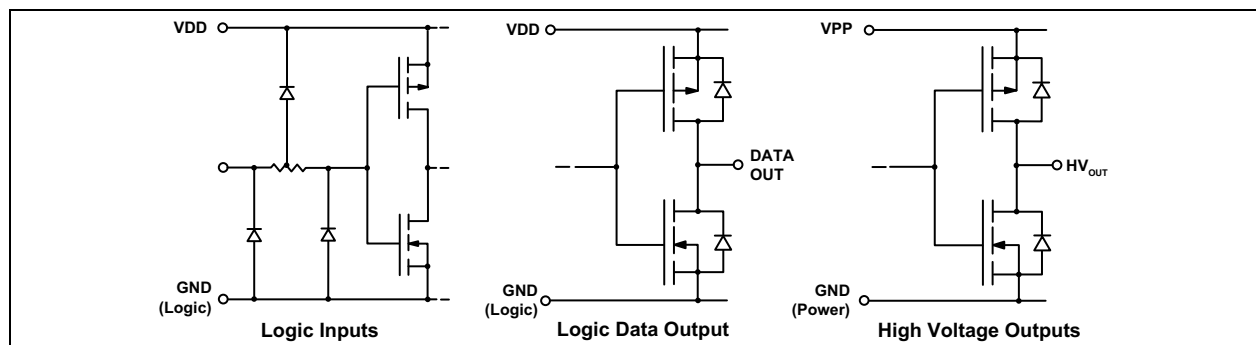 VDD
GND
(Logic)
Logic Inputs
VDD
DATA
OUT
GND
(Logic)
Logic Data Output
VPP
HVOUT
GND
(Power)
High Voltage Outputs